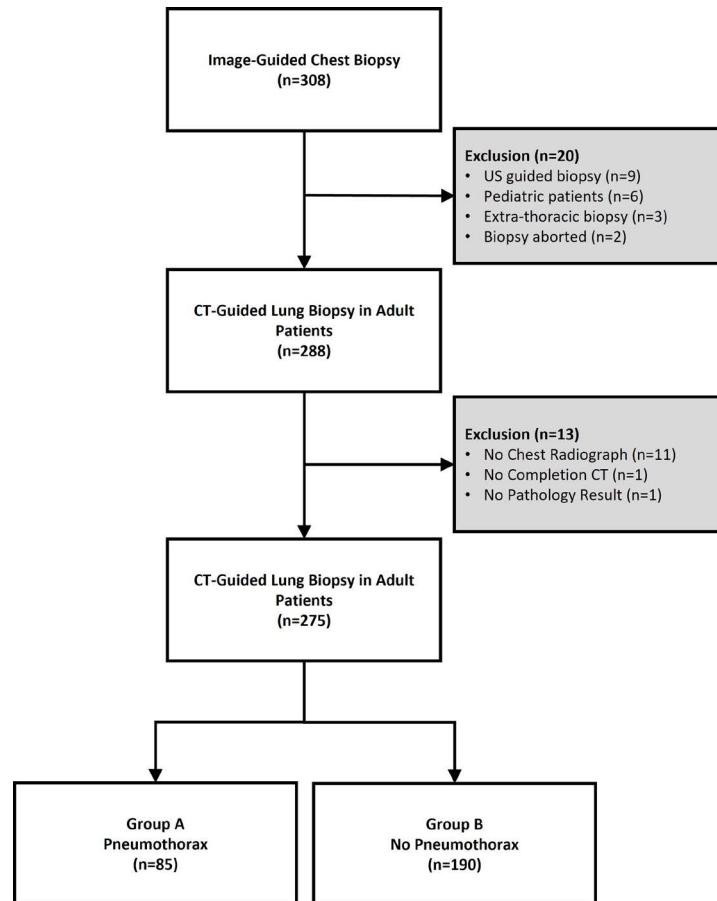 Image-Guided Chest Biopsy
(n=308)
Exclusion (n=20)
• US guided biopsy (n=9)
• Pediatric patients (n=6)
• Extra-thoracic biopsy (n=3)
• Biopsy aborted (n=2)
CT-Guided Lung Biopsy in Adult
Patients
(n=288)
Exclusion (n=13)
• No Chest Radiograph (n=11)
• No Completion CT (n=1)
• No Pathology Result (n=1)
CT-Guided Lung Biopsy in Adult
Patients
(n=275)
Group A
Pneumothorax
(n=85)
Group B
No Pneumothorax
(n=190)